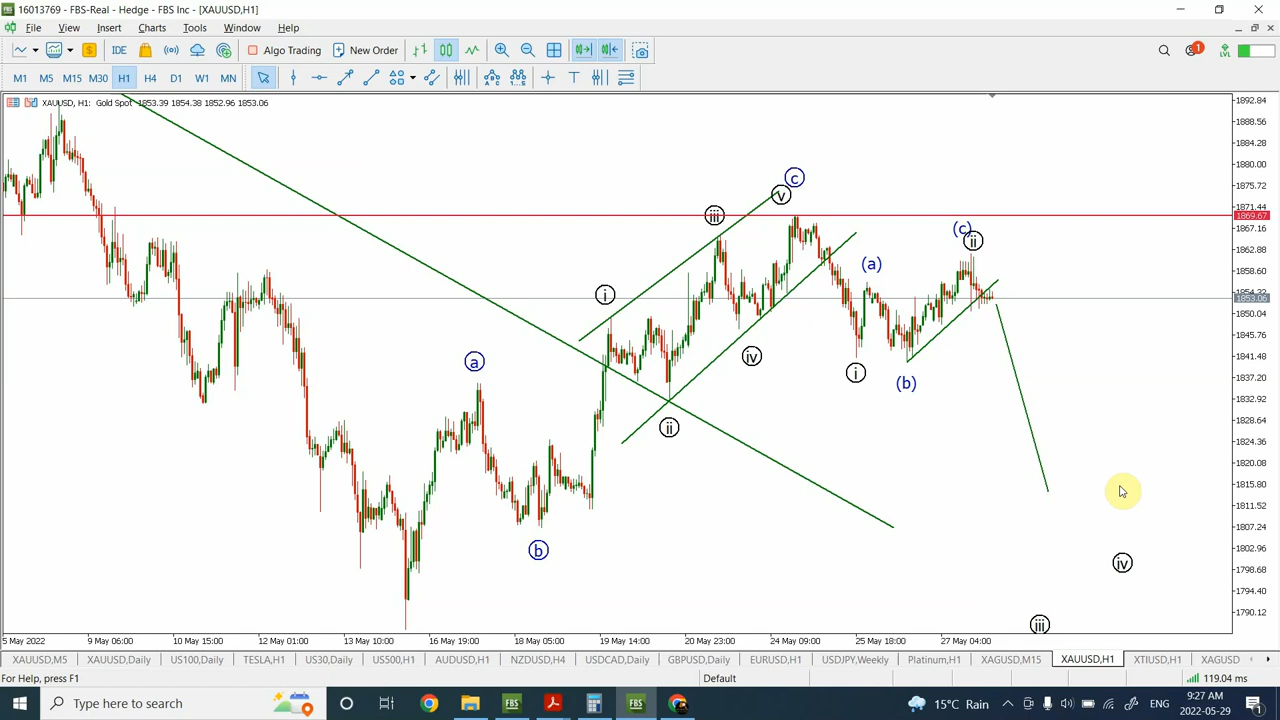 16013769 - FBS-Real - Hedge - FBS Inc - [XAUUSD,H1]
File View Insert Charts Tools Window Help
IDE Algo Trading New Order 1 LVL
M1 M5 M15 M30 H1 H4 D1 W1 MN T
XAUUSD, H1: Gold Spot 1853.39 1854.38 1852.96 1853.06
1892.84
1888.56
1884.28
1880.00
1875.72
1871.44
1869.67
1867.16
1862.88
1858.60
1854.32
1853.06
1850.04
1845.76
1841.48
1837.20
1832.92
1828.64
1824.36
1820.08
1815.80
1811.52
1807.24
1802.96
1798.68
1794.40
1790.12
c
v
iii
(c)
ii
(a)
i
iv
a
i
(b)
ii
b
iv
iii
5 May 2022 9 May 06:00 10 May 15:00 12 May 01:00 13 May 10:00 16 May 19:00 18 May 05:00 19 May 14:00 20 May 23:00 24 May 09:00 25 May 18:00 27 May 04:00
XAUUSD,M5 XAUUSD,Daily US100,Daily TESLA,H1 US30,Daily US500,H1 AUDUSD,H1 NZDUSD,H4 USDCAD,Daily GBPUSD,Daily EURUSD,H1 USDJPY,Weekly Platinum,H1 XAGUSD,M15 XAUUSD,H1 XTIUSD,H1 XAGUSD
For Help, press F1 Default 119.04 ms
Type here to search FBS FBS 15°C Rain ENG 9:27 AM
2022-05-29 1